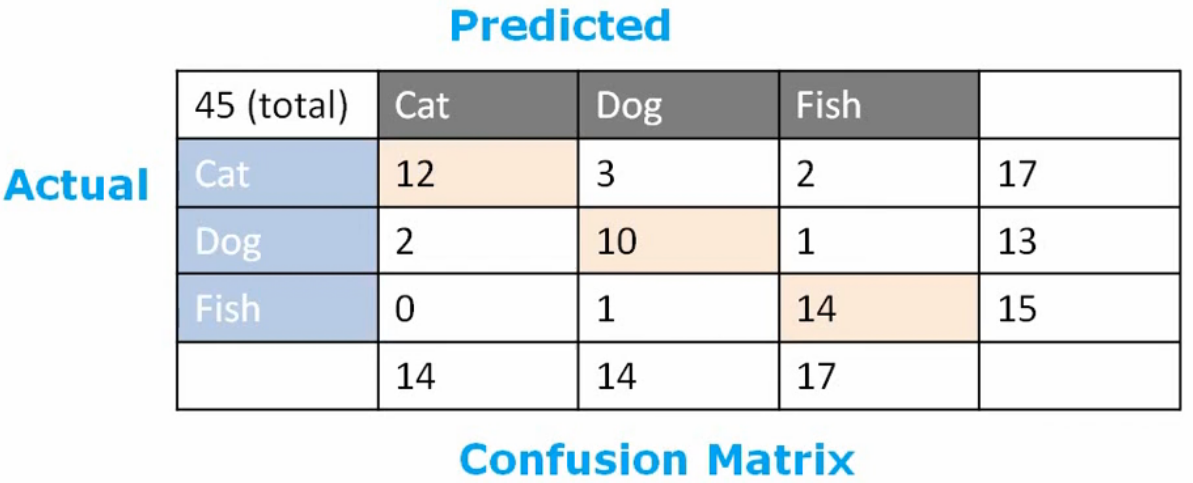 Predicted
45 (total) Cat Dog Fish
Actual
Cat 12 3 2 17
Dog 2 10 1 13
Fish 0 1 14 15
14 14 17
Confusion Matrix